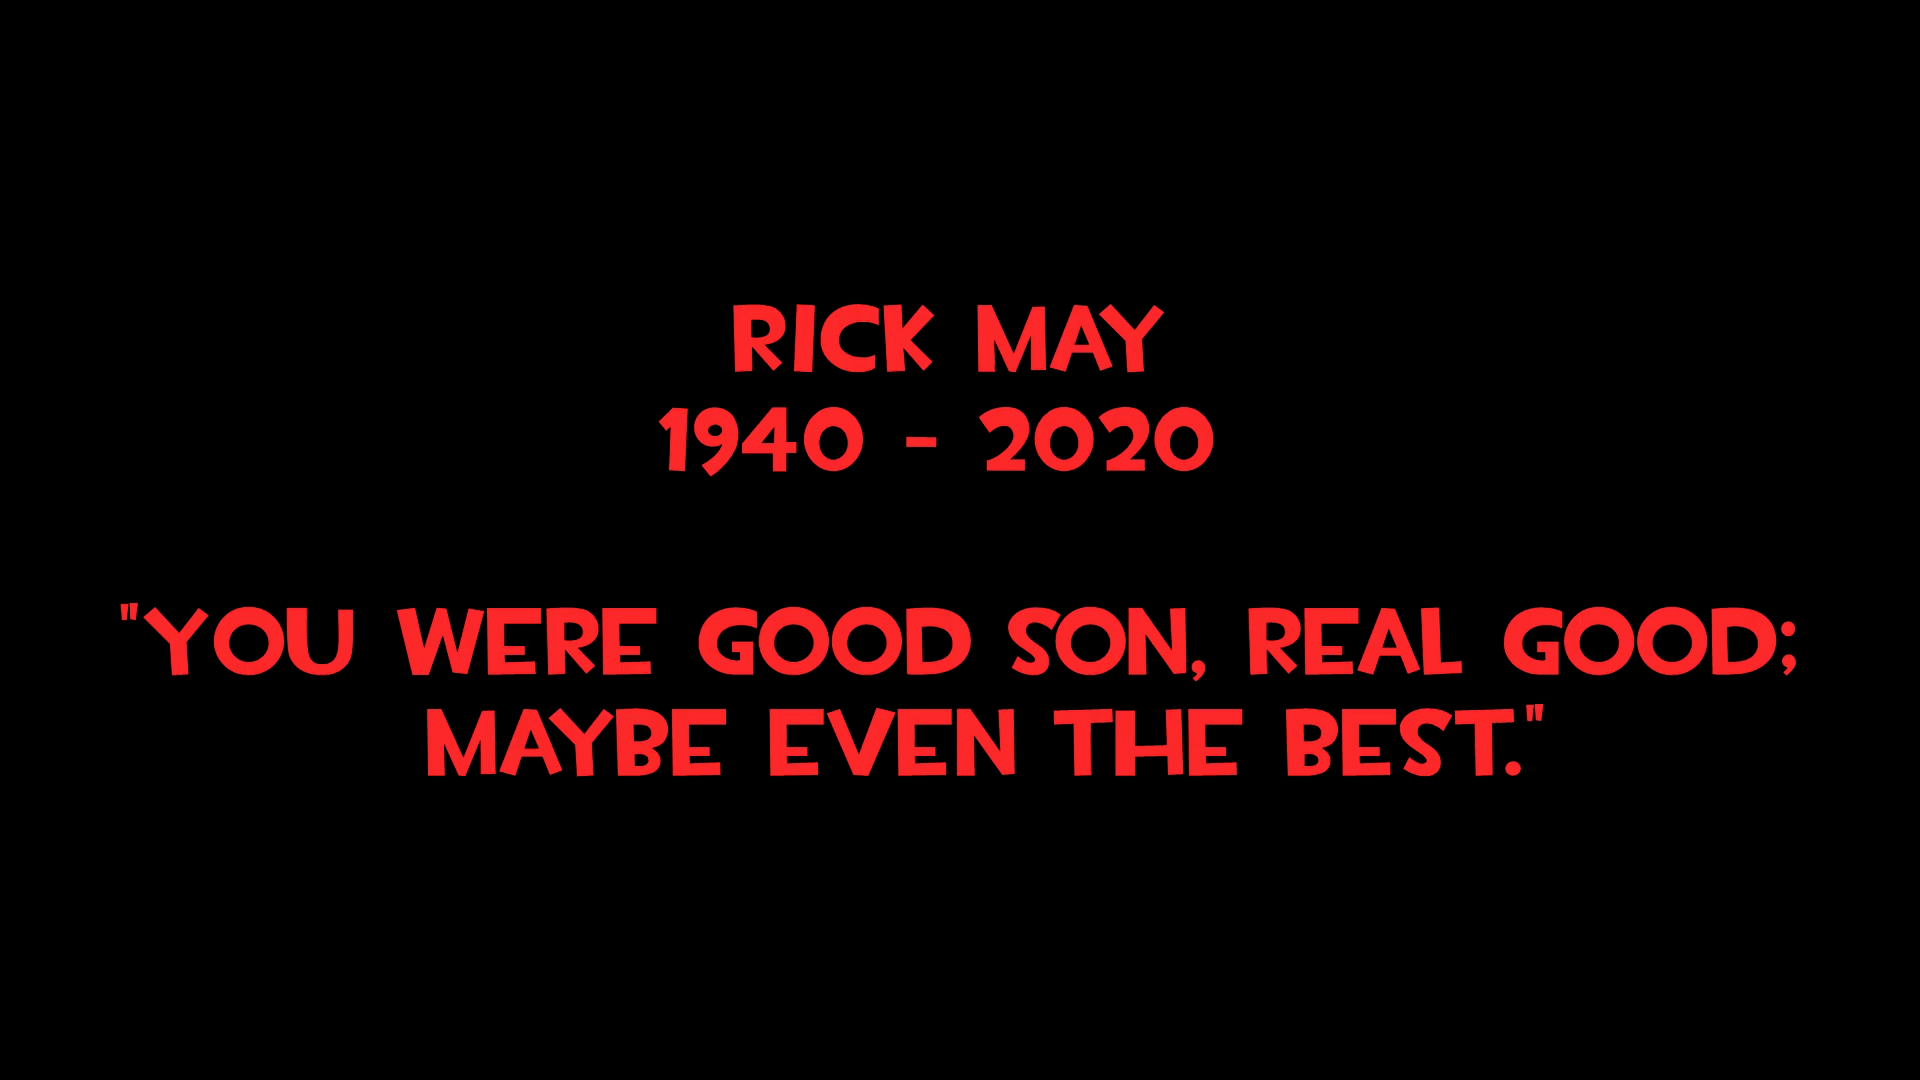 RICK MAY
1940 - 2020
"YOU WERE GOOD SON, REAL GOOD;
MAYBE EVEN THE BEST."